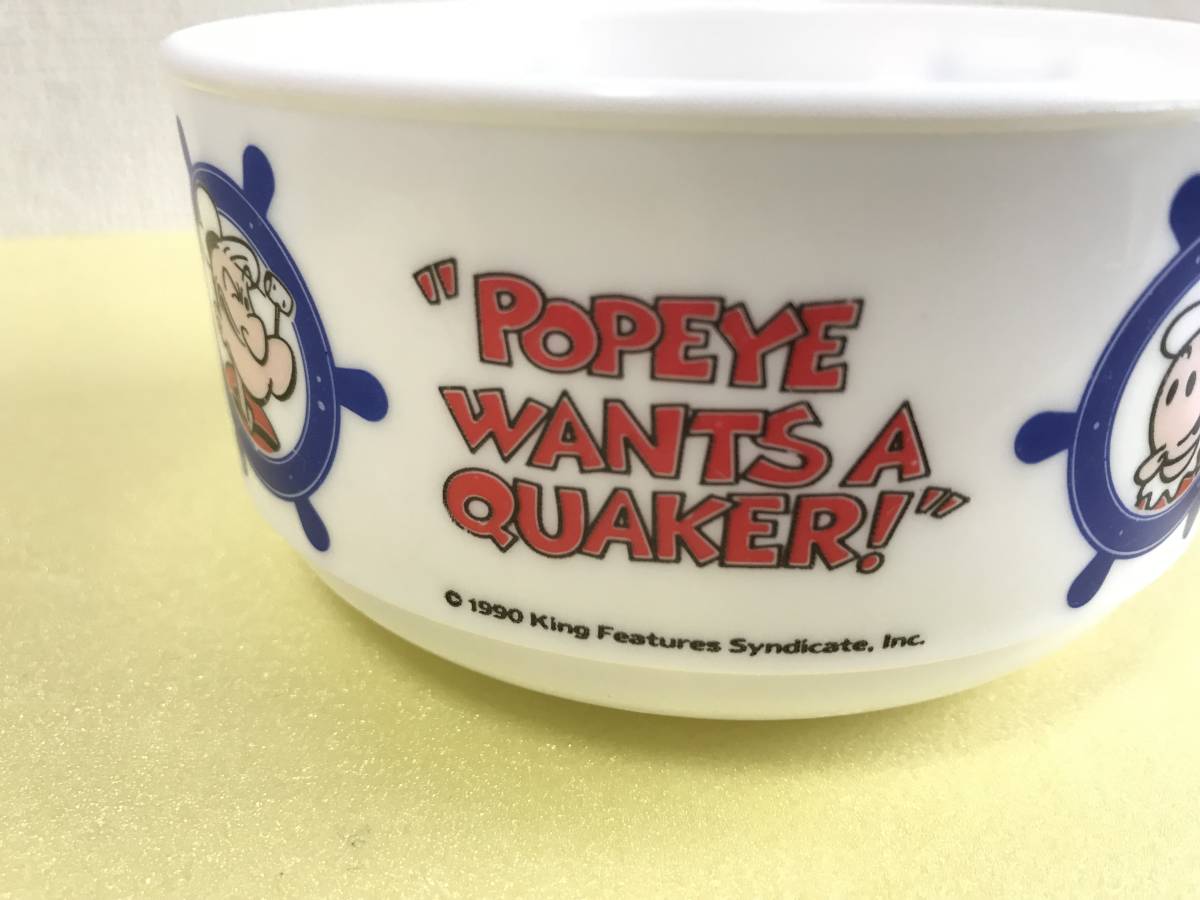 "POPEYE
WANTS A
QUAKER!"
© 1990 King Features Syndicate, Inc.